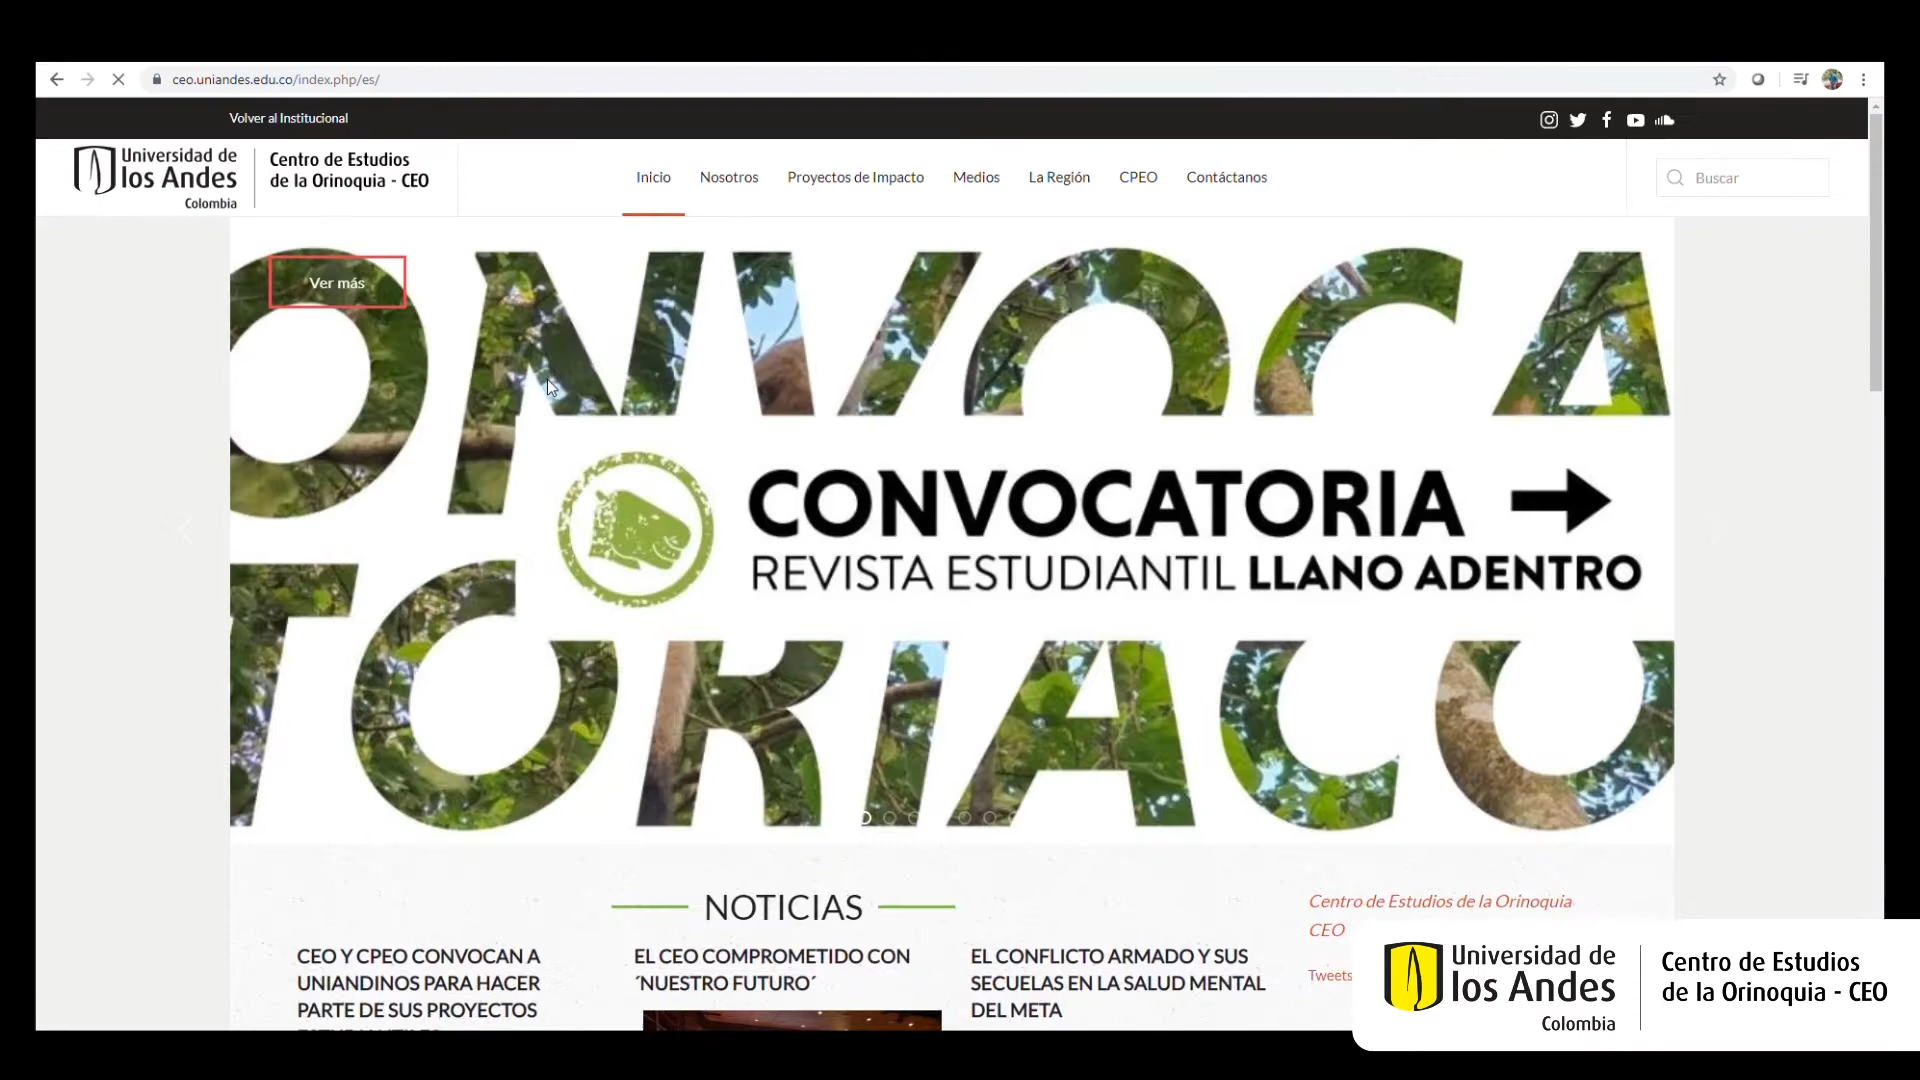 ceo.uniandes.edu.co/index.php/es/
Volver al Institucional
Universidad de
los Andes
Colombia
Centro de Estudios
de la Orinoquia - CEO
Inicio Nosotros Proyectos de Impacto Medios La Región CPEO Contáctanos
Buscar
Ver más
ONVOCA
CONVOCATORIA
REVISTA ESTUDIANTIL LLANO ADENTRO
TORIACO
NOTICIAS
CEO Y CPEO CONVOCAN A
UNIANDINOS PARA HACER
PARTE DE SUS PROYECTOS
EL CEO COMPROMETIDO CON
´NUESTRO FUTURO´
EL CONFLICTO ARMADO Y SUS
SECUELAS EN LA SALUD MENTAL
DEL META
Centro de Estudios de la Orinoquia
CEO
Tweets
Universidad de
los Andes
Colombia
Centro de Estudios
de la Orinoquia - CEO